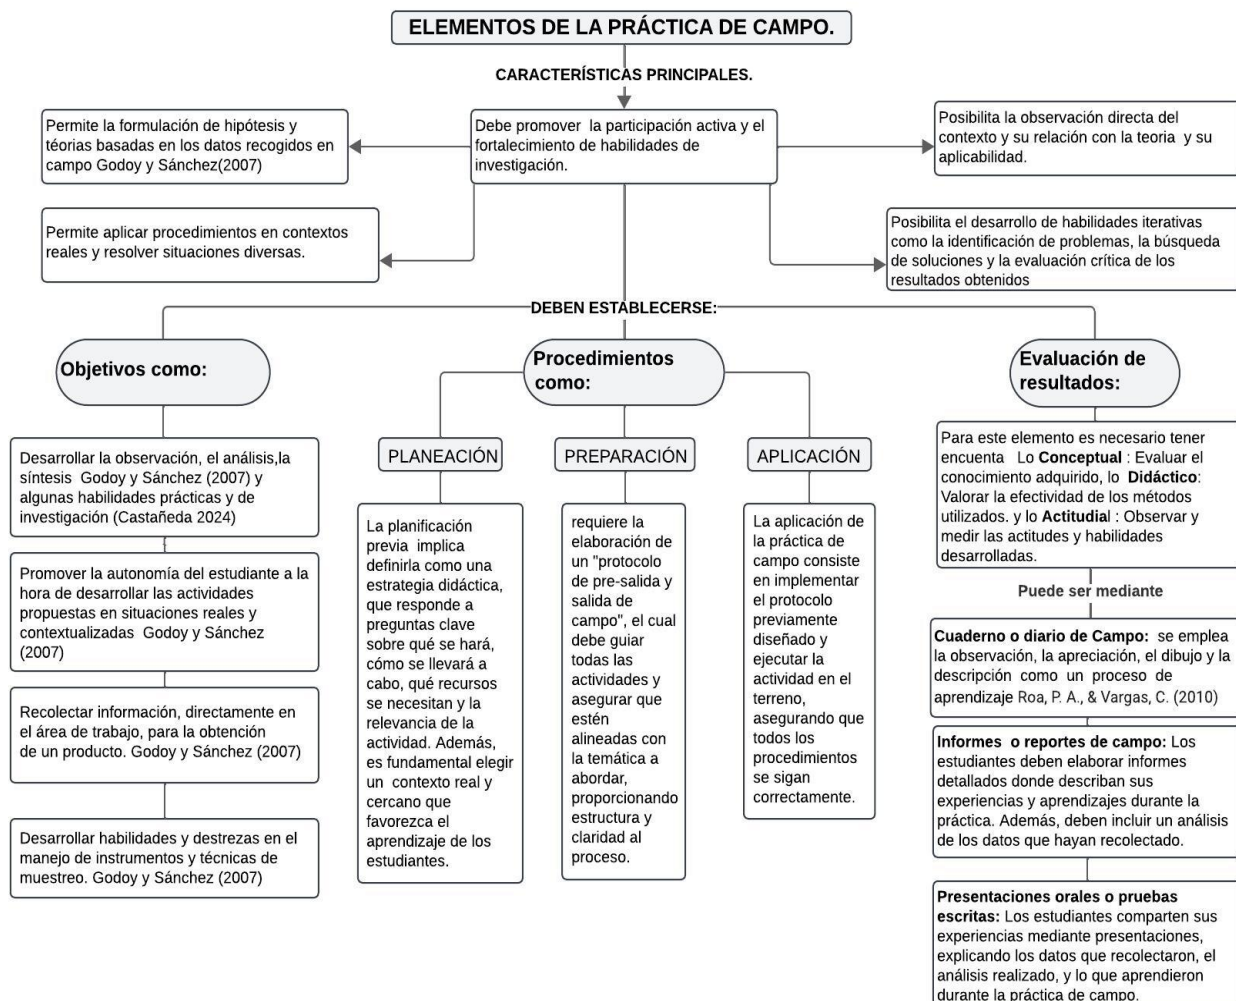 ELEMENTOS DE LA PRÁCTICA DE CAMPO.
CARACTERÍSTICAS PRINCIPALES.
Permite la formulación de hipótesis y
téorias basadas en los datos recogidos en
campo Godoy y Sánchez(2007)
Debe promover la participación activa y el
fortalecimiento de habilidades de
investigación.
Posibilita la observación directa del
contexto y su relación con la teoria y su
aplicabilidad.
Permite aplicar procedimientos en contextos
reales y resolver situaciones diversas.
Posibilita el desarrollo de habilidades iterativas
como la identificación de problemas, la búsqueda
de soluciones y la evaluación crítica de los
resultados obtenidos
DEBEN ESTABLECERSE:
Objetivos como:
Desarrollar la observación, el análisis,la
síntesis Godoy y Sánchez (2007) y
algunas habilidades prácticas y de
investigación (Castañeda 2024)
Promover la autonomía del estudiante a la
hora de desarrollar las actividades
propuestas en situaciones reales y
contextualizadas Godoy y Sánchez
(2007)
Recolectar información, directamente en
el área de trabajo, para la obtención
de un producto. Godoy y Sánchez (2007)
Desarrollar habilidades y destrezas en el
manejo de instrumentos y técnicas de
muestreo. Godoy y Sánchez (2007)
Procedimientos
como:
PLANEACIÓN
La planificación
previa implica
definirla como una
estrategia didáctica,
que responde a
preguntas clave
sobre qué se hará,
cómo se llevará a
cabo, qué recursos
se necesitan y la
relevancia de la
actividad. Además,
es fundamental elegir
un contexto real y
cercano que
favorezca el
aprendizaje de los
estudiantes.
PREPARACIÓN
requiere la
elaboración de
un "protocolo
de pre-salida y
salida de
campo", el cual
debe guiar
todas las
actividades y
asegurar que
estén
alineadas con
la temática a
abordar,
proporcionando
estructura y
claridad al
proceso.
APLICACIÓN
La aplicación de
la práctica de
campo consiste
en implementar
el protocolo
previamente
diseñado y
ejecutar la
actividad en el
terreno,
asegurando que
todos los
procedimientos
se sigan
correctamente.
Evaluación de
resultados:
Para este elemento es necesario tener
encuenta Lo Conceptual : Evaluar el
conocimiento adquirido, lo Didáctico:
Valorar la efectividad de los métodos
utilizados. y lo Actitudial : Observar y
medir las actitudes y habilidades
desarrolladas.
Puede ser mediante
Cuaderno o diario de Campo: se emplea
la observación, la apreciación, el dibujo y la
descripción como un proceso de
aprendizaje Roa, P. A., & Vargas, C. (2010)
Informes o reportes de campo: Los
estudiantes deben elaborar informes
detallados donde describan sus
experiencias y aprendizajes durante la
práctica. Además, deben incluir un análisis
de los datos que hayan recolectado.
Presentaciones orales o pruebas
escritas: Los estudiantes comparten sus
experiencias mediante presentaciones,
explicando los datos que recolectaron, el
análisis realizado, y lo que aprendieron
durante la práctica de campo.